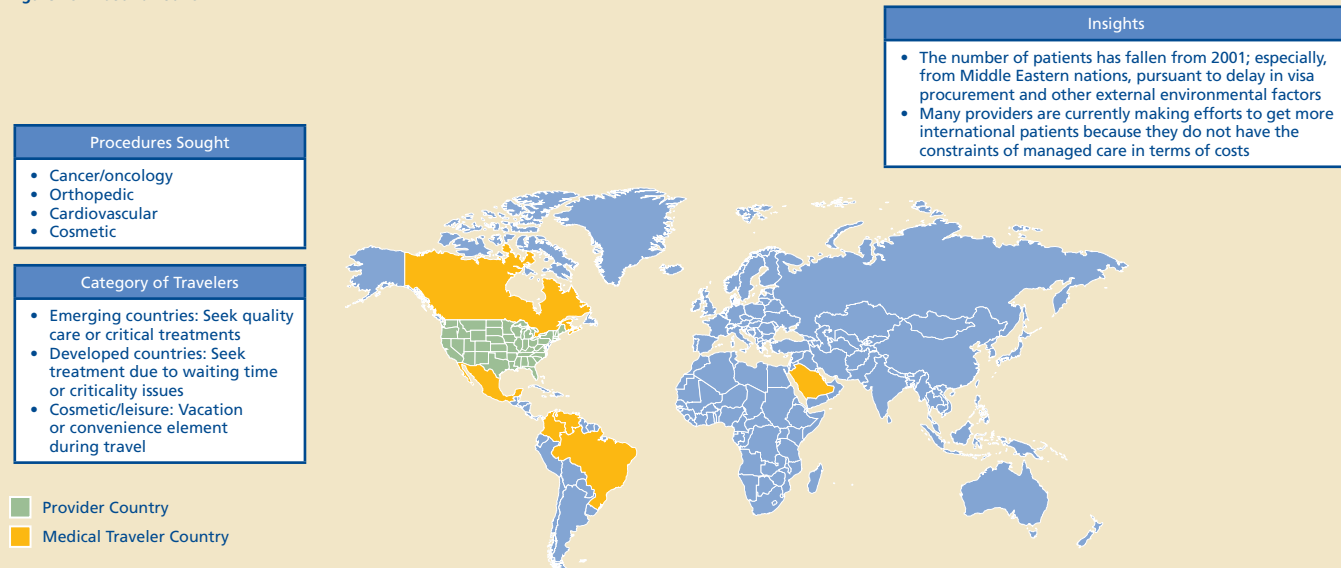 Insights
• The number of patients has fallen from 2001; especially,
from Middle Eastern nations, pursuant to delay in visa
procurement and other external environmental factors
• Many providers are currently making efforts to get more
international patients because they do not have the
constraints of managed care in terms of costs
Procedures Sought
• Cancer/oncology
• Orthopedic
• Cardiovascular
• Cosmetic
Category of Travelers
• Emerging countries: Seek quality
care or critical treatments
• Developed countries: Seek
treatment due to waiting time
or criticality issues
• Cosmetic/leisure: Vacation
or convenience element
during travel
Provider Country
Medical Traveler Country